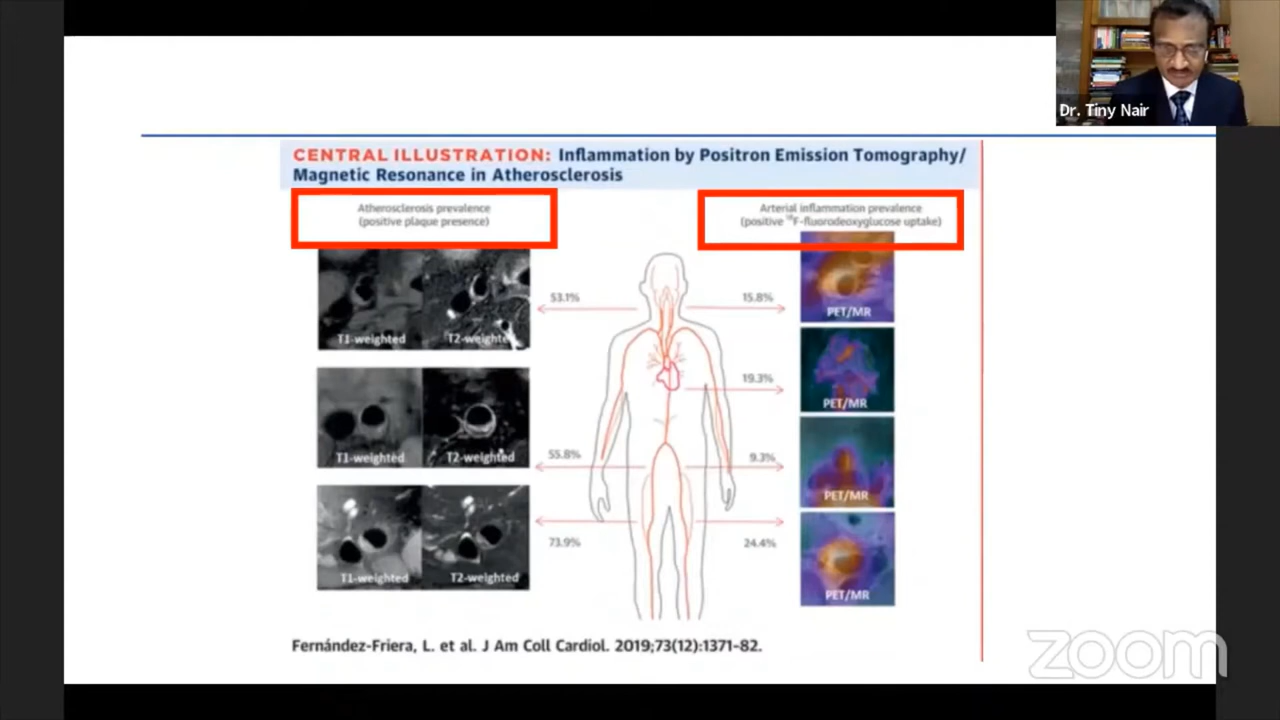 Dr. Tiny Nair
CENTRAL ILLUSTRATION: Inflammation by Positron Emission Tomography/
Magnetic Resonance in Atherosclerosis
Atherosclerosis prevalence
(positive plaque presence)
Arterial inflammation prevalence
(positive ¹⁸F-fluorodeoxyglucose uptake)
T1-weighted
T2-weighted
53.1%
15.8%
PET/MR
19.3%
PET/MR
T1-weighted
T2-weighted
55.8%
9.3%
PET/MR
T1-weighted
T2-weighted
73.9%
24.4%
PET/MR
Fernández-Friera, L. et al. J Am Coll Cardiol. 2019;73(12):1371–82.
zoom